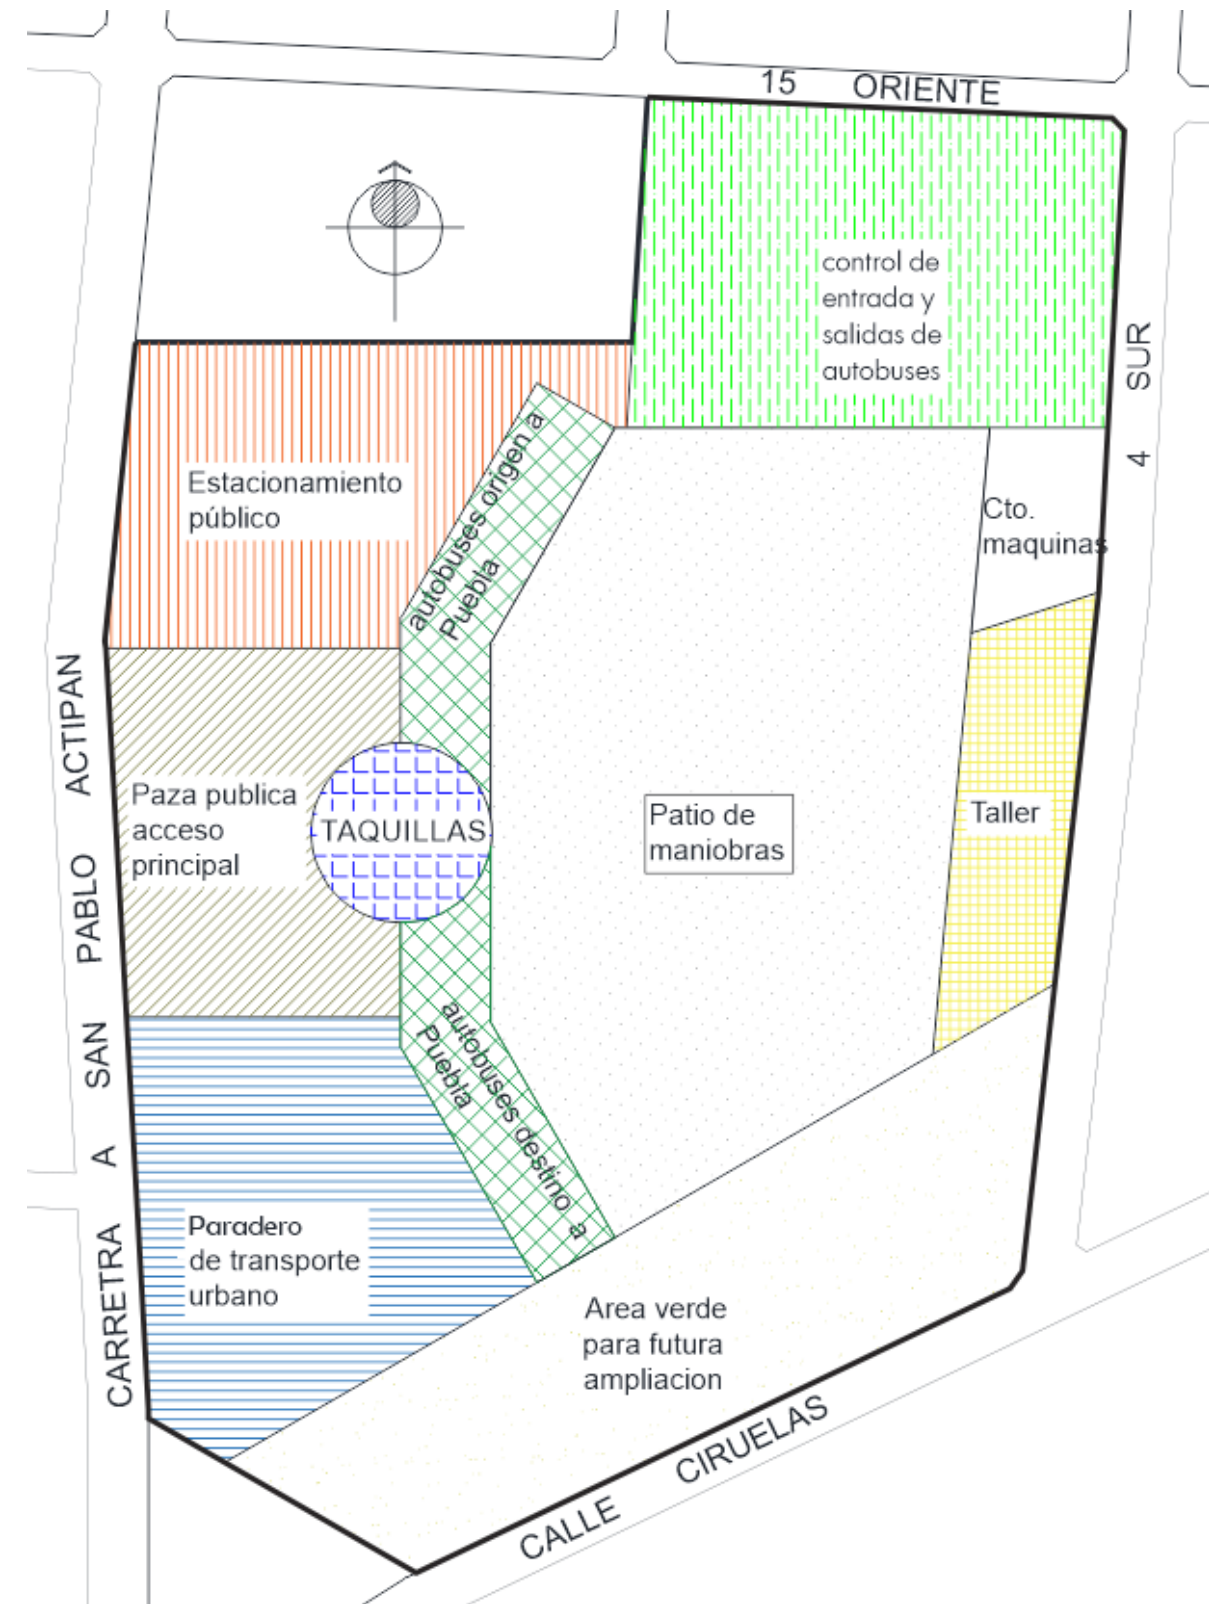 15 ORIENTE
control de
entrada y
salidas de
autobuses
4 SUR
Estacionamiento
público
autobuses origen a
Puebla
Cto.
maquinas
CARRETRA A SAN PABLO ACTIPAN
Paza publica
acceso
principal
TAQUILLAS
Patio de
maniobras
Taller
autobuses destino a
Puebla
Paradero
de transporte
urbano
Area verde
para futura
ampliacion
CALLE CIRUELAS